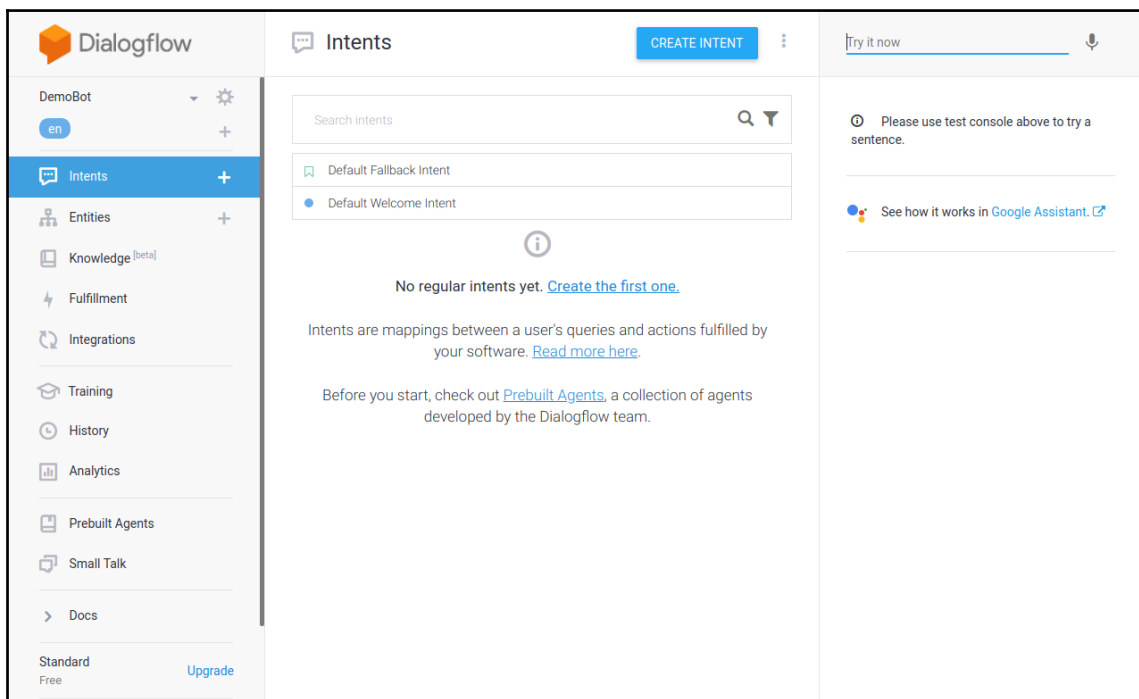 Dialogflow
DemoBot
en
Intents
Entities
Knowledge [beta]
Fulfillment
Integrations
Training
History
Analytics
Prebuilt Agents
Small Talk
Docs
Standard
Free
Upgrade
Intents
CREATE INTENT
Search intents
Default Fallback Intent
Default Welcome Intent
No regular intents yet. Create the first one.
Intents are mappings between a user's queries and actions fulfilled by
your software. Read more here.
Before you start, check out Prebuilt Agents, a collection of agents
developed by the Dialogflow team.
Try it now
Please use test console above to try a
sentence.
See how it works in Google Assistant.